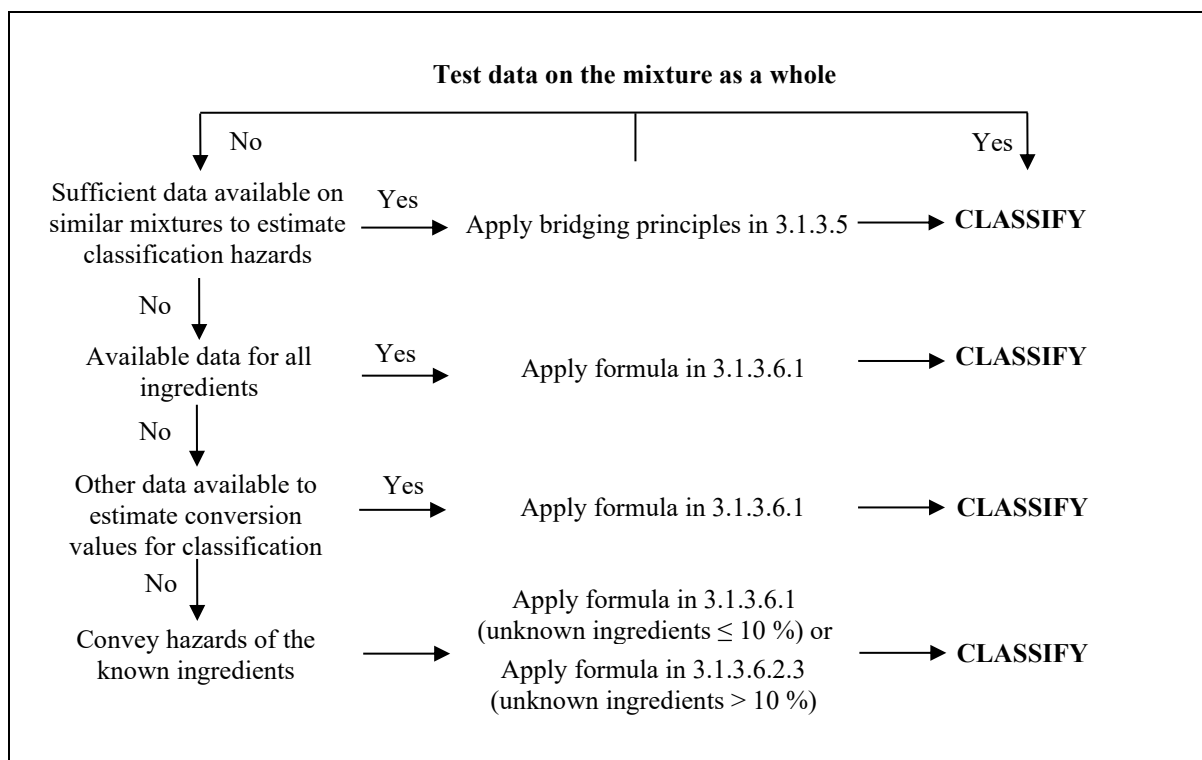 Test data on the mixture as a whole
No
Yes
Sufficient data available on
similar mixtures to estimate
classification hazards
Yes
Apply bridging principles in 3.1.3.5
CLASSIFY
No
Available data for all
ingredients
Yes
Apply formula in 3.1.3.6.1
CLASSIFY
No
Other data available to
estimate conversion
values for classification
Yes
Apply formula in 3.1.3.6.1
CLASSIFY
No
Convey hazards of the
known ingredients
Apply formula in 3.1.3.6.1
(unknown ingredients ≤ 10 %) or
Apply formula in 3.1.3.6.2.3
(unknown ingredients > 10 %)
CLASSIFY